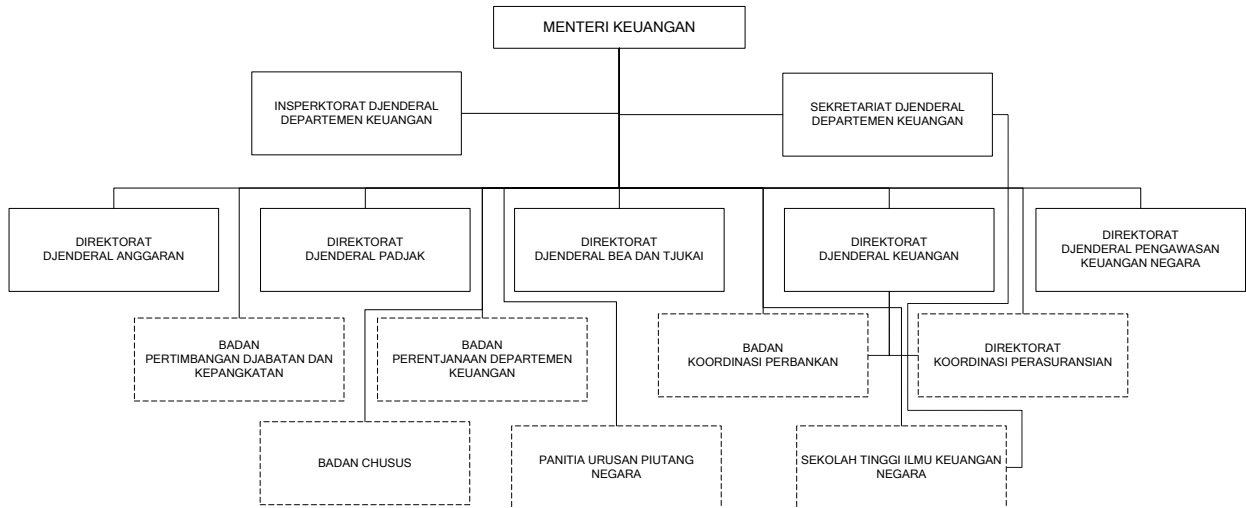 MENTERI KEUANGAN
INSPERKTORAT DJENDERAL
DEPARTEMEN KEUANGAN
SEKRETARIAT DJENDERAL
DEPARTEMEN KEUANGAN
DIREKTORAT
DJENDERAL ANGGARAN
DIREKTORAT
DJENDERAL PADJAK
DIREKTORAT
DJENDERAL BEA DAN TJUKAI
DIREKTORAT
DJENDERAL KEUANGAN
DIREKTORAT
DJENDERAL PENGAWASAN
KEUANGAN NEGARA
BADAN
PERTIMBANGAN DJABATAN DAN
KEPANGKATAN
BADAN
PERENTJANAAN DEPARTEMEN
KEUANGAN
BADAN
KOORDINASI PERBANKAN
DIREKTORAT
KOORDINASI PERASURANSIAN
BADAN CHUSUS
PANITIA URUSAN PIUTANG
NEGARA
SEKOLAH TINGGI ILMU KEUANGAN
NEGARA